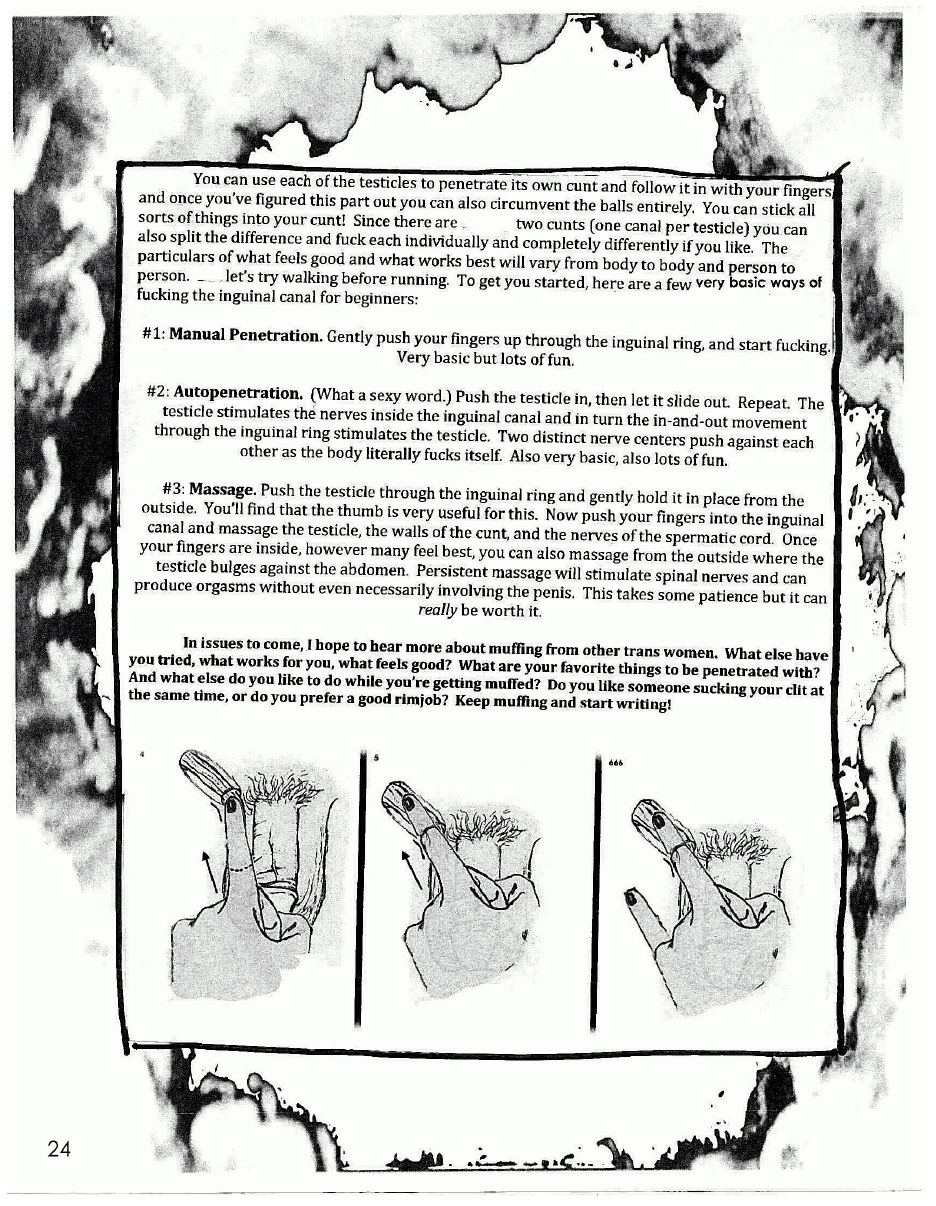 You can use each of the testicles to penetrate its own cunt and follow it in with your fingers,
and once you've figured this part out you can also circumvent the balls entirely. You can stick all
sorts of things into your cunt! Since there are two cunts (one canal per testicle) you can
also split the difference and fuck each individually and completely differently if you like. The
particulars of what feels good and what works best will vary from body to body and person to
person. let's try walking before running. To get you started, here are a few very basic ways of
fucking the inguinal canal for beginners:
#1: Manual Penetration. Gently push your fingers up through the inguinal ring, and start fucking.
Very basic but lots of fun.
#2: Autopenetration. (What a sexy word.) Push the testicle in, then let it slide out. Repeat. The
testicle stimulates the nerves inside the inguinal canal and in turn the in-and-out movement
through the inguinal ring stimulates the testicle. Two distinct nerve centers push against each
other as the body literally fucks itself. Also very basic, also lots of fun.
#3: Massage. Push the testicle through the inguinal ring and gently hold it in place from the
outside. You'll find that the thumb is very useful for this. Now push your fingers into the inguinal
canal and massage the testicle, the walls of the cunt, and the nerves of the spermatic cord. Once
your fingers are inside, however many feel best, you can also massage from the outside where the
testicle bulges against the abdomen. Persistent massage will stimulate spinal nerves and can
produce orgasms without even necessarily involving the penis. This takes some patience but it can
really be worth it.
In issues to come, I hope to hear more about muffing from other trans women. What else have
you tried, what works for you, what feels good? What are your favorite things to be penetrated with?
And what else do you like to do while you're getting muffed? Do you like someone sucking your clit at
the same time, or do you prefer a good rimjob? Keep muffing and start writing!
4
5
666
24